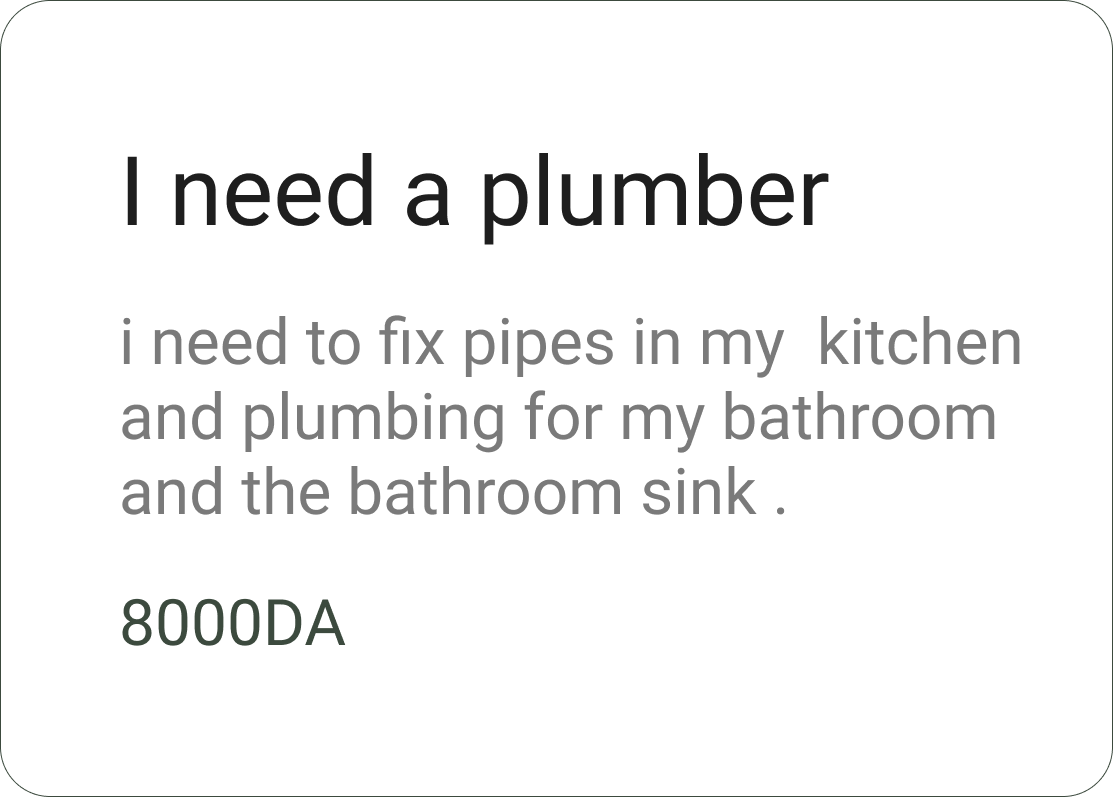 I need a plumber
i need to fix pipes in my  kitchen
and plumbing for my bathroom
and the bathroom sink .
8000DA